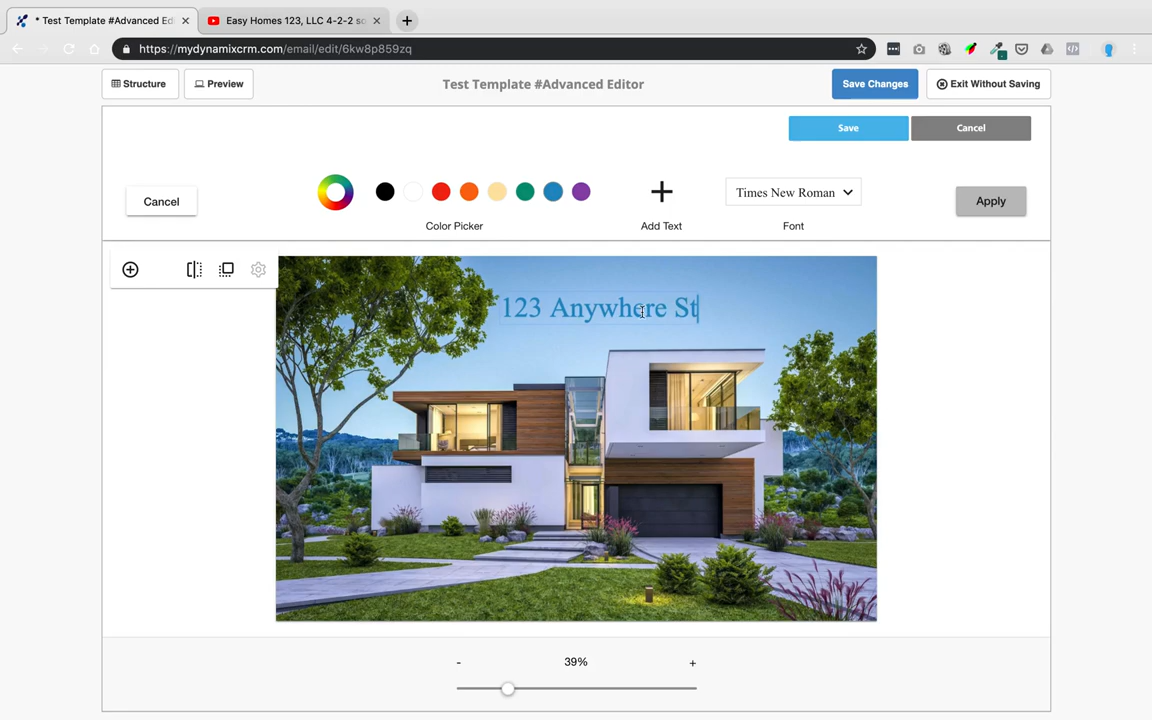 * Test Template #Advanced Edi
Easy Homes 123, LLC 4-2-2 so
https://mydynamixcrm.com/email/edit/6kw8p859zq
Structure
Preview
Test Template #Advanced Editor
Save Changes
Exit Without Saving
Save
Cancel
Cancel
Color Picker
Add Text
Times New Roman
Font
Apply
123 Anywhere St
- 39% +